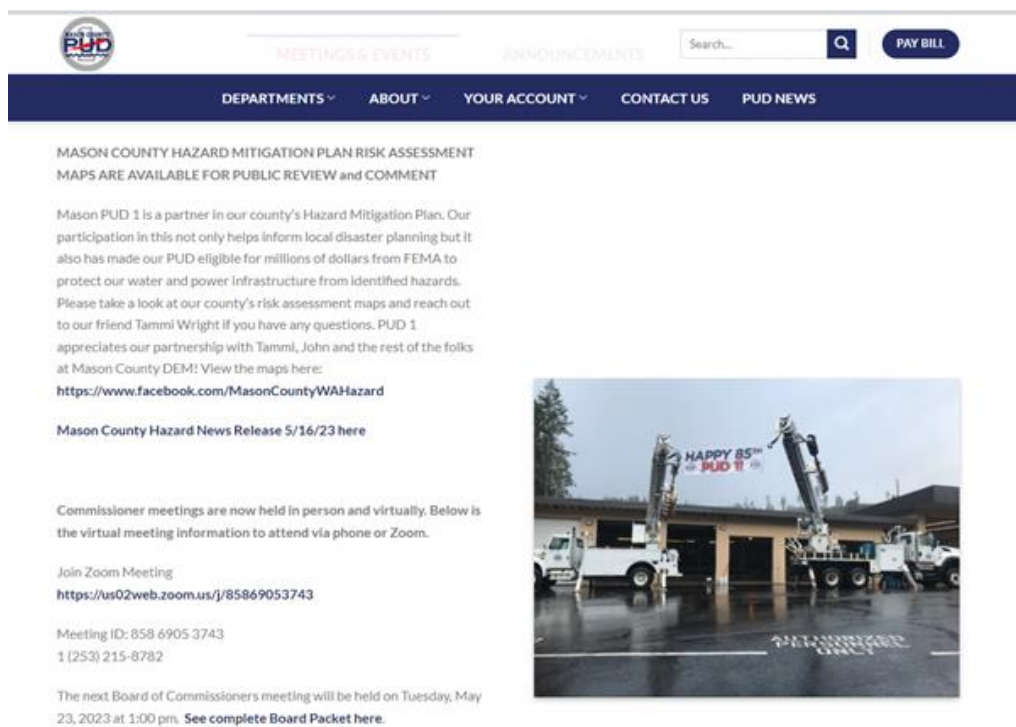 MASON COUNTY
PUD
MEETINGS & EVENTS
ANNOUNCEMENTS
Search...
PAY BILL
DEPARTMENTS
ABOUT
YOUR ACCOUNT
CONTACT US
PUD NEWS
MASON COUNTY HAZARD MITIGATION PLAN RISK ASSESSMENT
MAPS ARE AVAILABLE FOR PUBLIC REVIEW and COMMENT
Mason PUD 1 is a partner in our county's Hazard Mitigation Plan. Our
participation in this not only helps inform local disaster planning but it
also has made our PUD eligible for millions of dollars from FEMA to
protect our water and power infrastructure from identified hazards.
Please take a look at our county's risk assessment maps and reach out
to our friend Tammi Wright if you have any questions. PUD 1
appreciates our partnership with Tammi, John and the rest of the folks
at Mason County DEM! View the maps here:
https://www.facebook.com/MasonCountyWAHazard
Mason County Hazard News Release 5/16/23 here
Commissioner meetings are now held in person and virtually. Below is
the virtual meeting information to attend via phone or Zoom.
Join Zoom Meeting
https://us02web.zoom.us/j/85869053743
Meeting ID: 858 6905 3743
1 (253) 215-8782
The next Board of Commissioners meeting will be held on Tuesday, May
23, 2023 at 1:00 pm. See complete Board Packet here.
HAPPY 85TH
PUD 1!
AUTHORIZED
PERSONNEL
ONLY